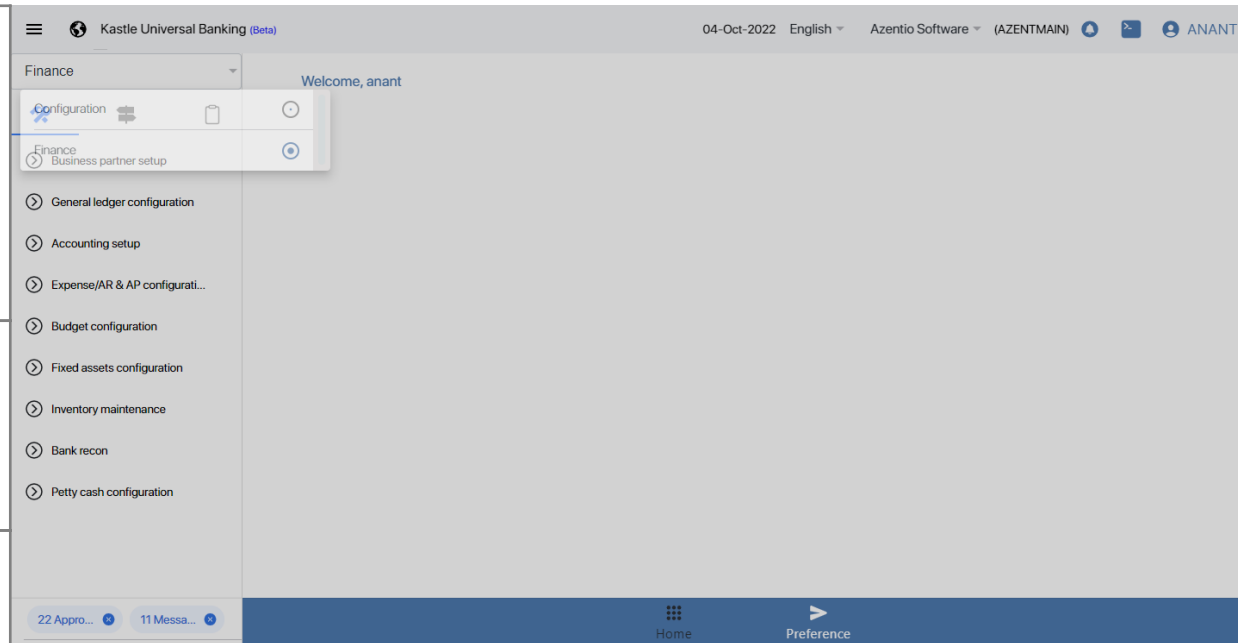 Kastle Universal Banking (Beta)
04-Oct-2022 English Azentio Software (AZENTMAIN) ANANT
Finance
Welcome, anant
Configuration
Finance
Business partner setup
General ledger configuration
Accounting setup
Expense/AR & AP configurati...
Budget configuration
Fixed assets configuration
Inventory maintenance
Bank recon
Petty cash configuration
22 Appro... 11 Messa...
Home Preference